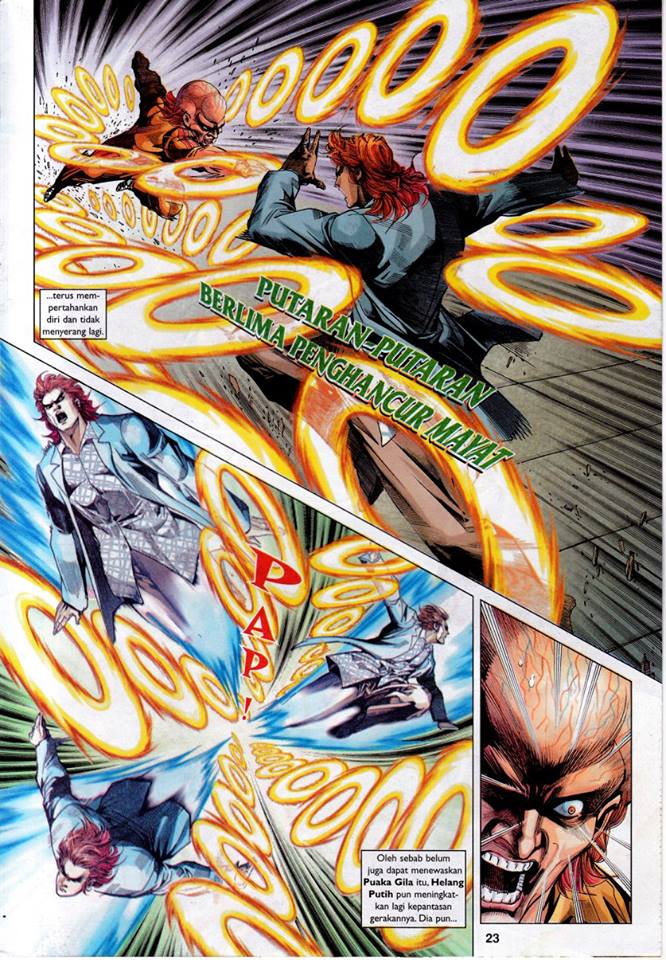 ...terus mem-
pertahankan
diri dan tidak
menyerang lagi.
PUTARAN-PUTARAN
BERLIMA PENGHANCUR MAYAT
PAP!
Oleh sebab belum
juga dapat menewaskan
Puaka Gila itu, Helang
Putih pun meningkat-
kan lagi kepantasan
gerakannya. Dia pun...
23